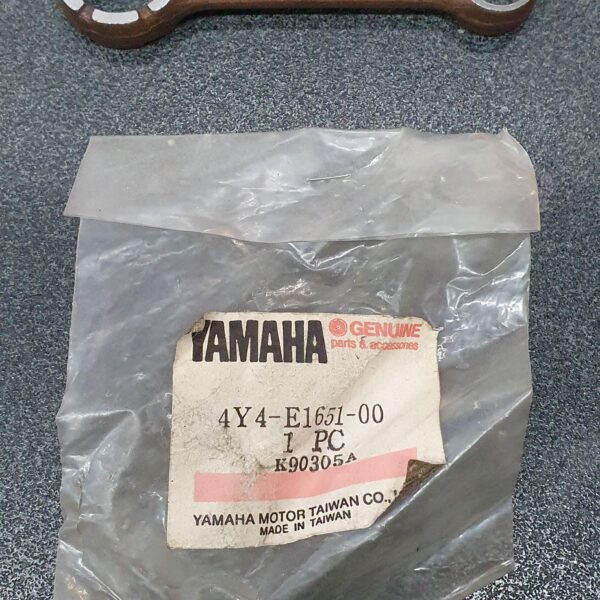 YAMAHA GENUINE
parts & accessories
4Y4-E1651-00
1 PC
K90305A
YAMAHA MOTOR TAIWAN CO.,
MADE IN TAIWAN